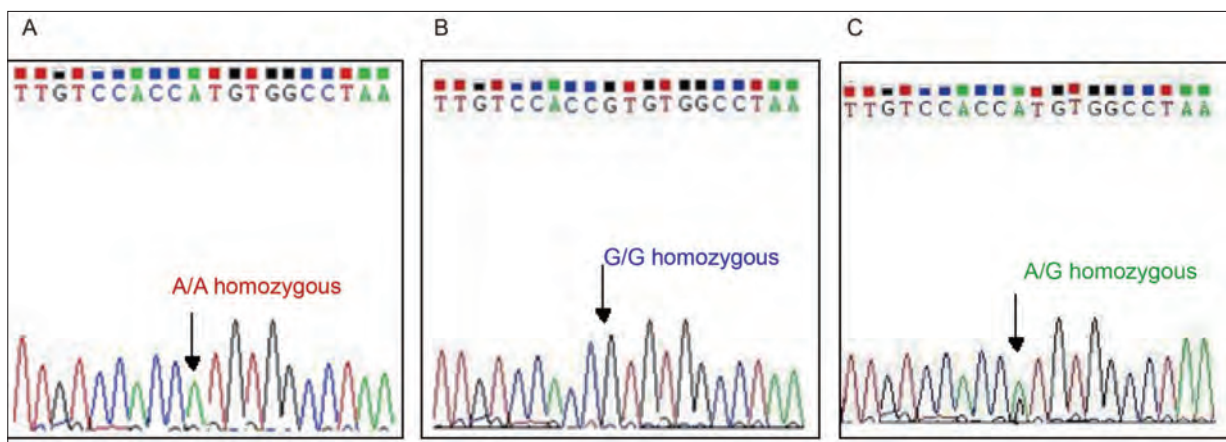 A
TTGTCCACCATGTGGCCTAA
A/A homozygous
B
TTGTCCACCGTGTGGCCTAA
G/G homozygous
C
TTGTCCACCATGTGGCCTAA
A/G homozygous